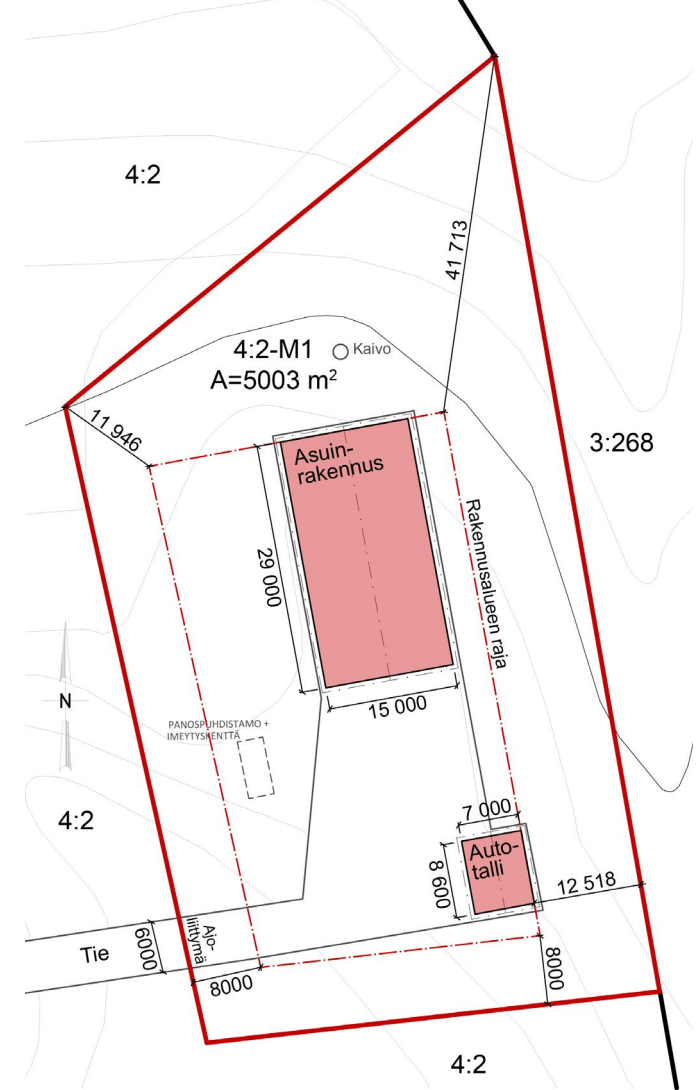 4:2
41 713
4:2-M1
Kaivo
A=5003 m²
11 946
3:268
Asuin-
rakennus
Rakennusalueen raja
29 000
N
15 000
PANOSPUHDISTAMO +
IMEYTYSKENTTÄ
4:2
7 000
Auto-
talli
8 600
12 518
Ajo-
liittymä
6000
Tie
8000
8000
4:2